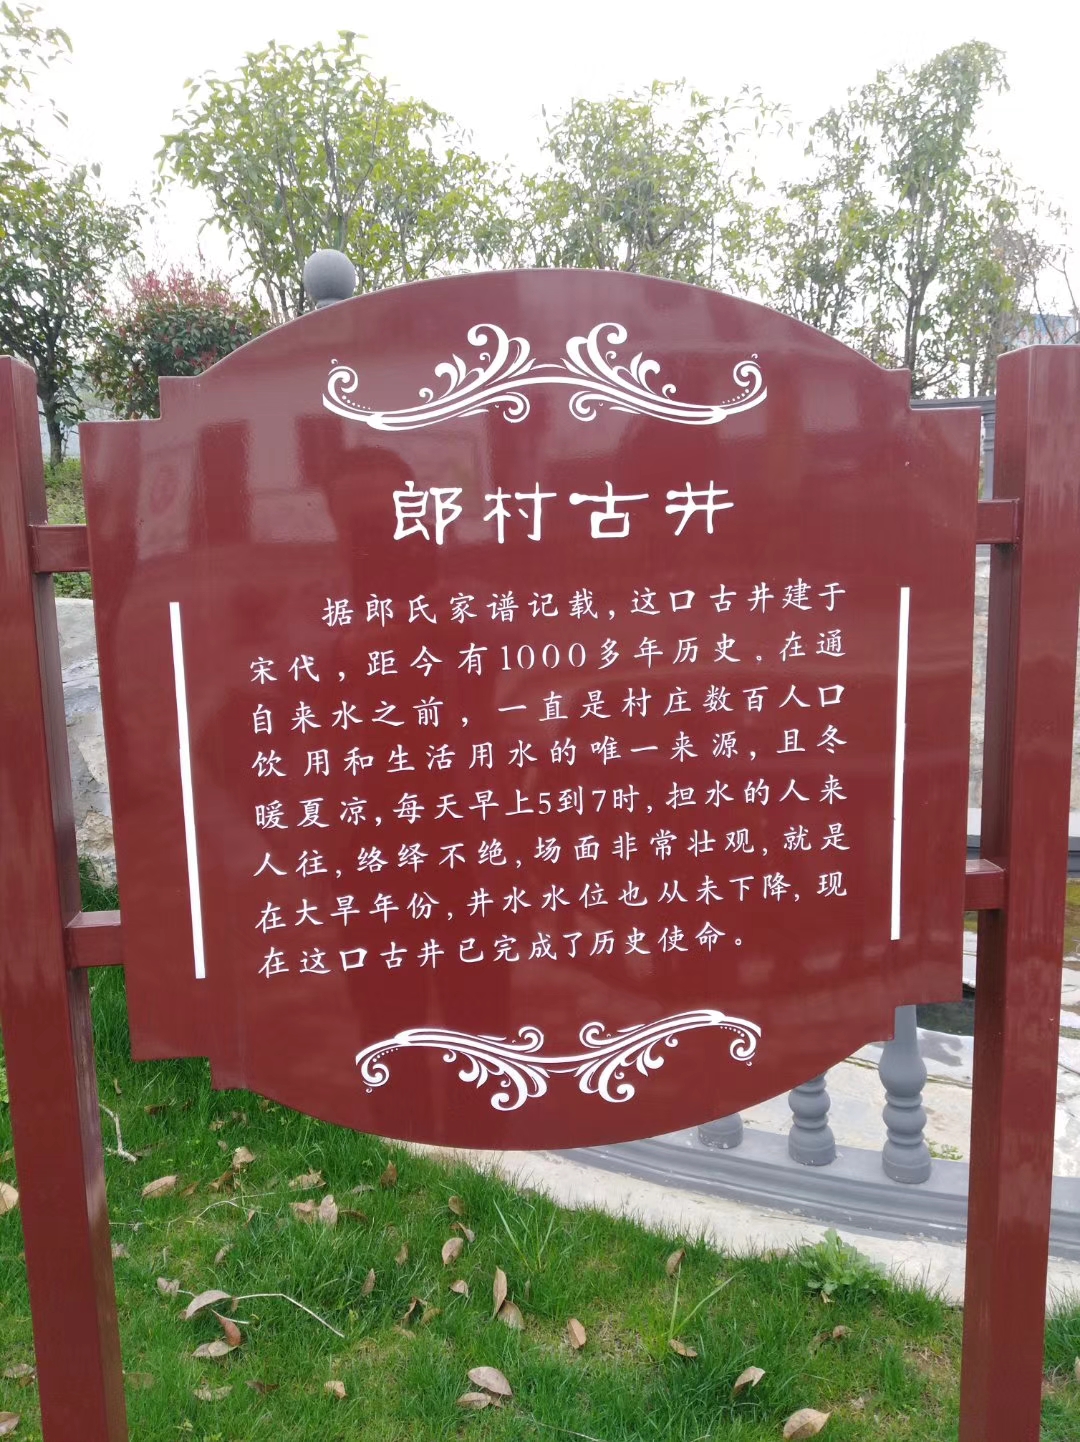 郎村古井
据郎氏家谱记载，这口古井建于
宋代，距今有1000多年历史。在通
自来水之前，一直是村庄数百人口
饮用和生活用水的唯一来源，且冬
暖夏凉，每天早上5到7时，担水的人来
人往，络绎不绝，场面非常壮观，就是
在大旱年份，井水水位也从未下降，现
在这口古井已完成了历史使命。